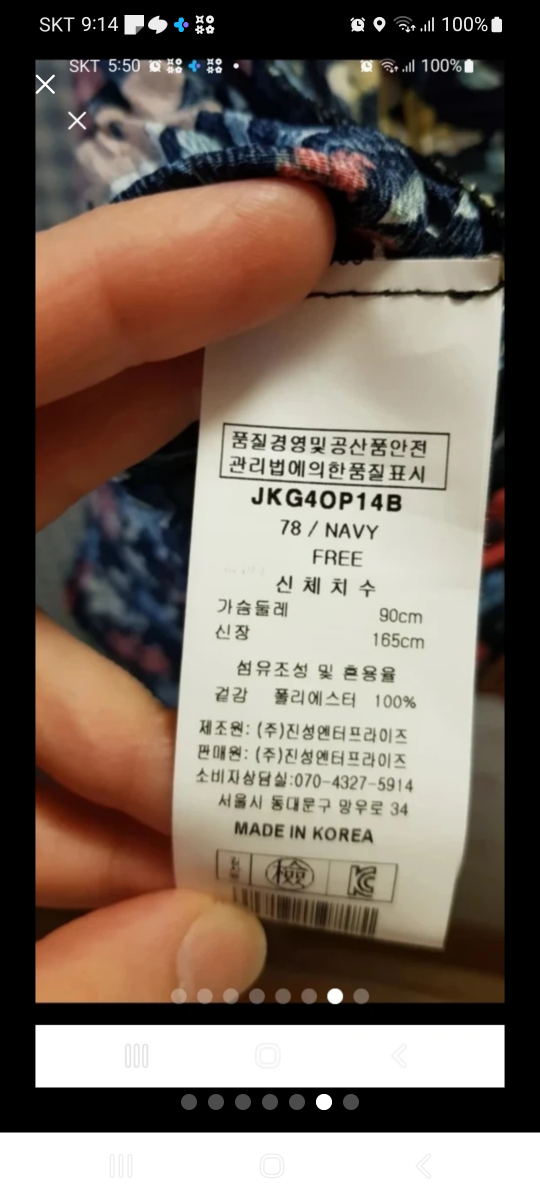 SKT 9:14 100%
SKT 5:50 100%
품질경영및공산품안전
관리법에의한품질표시
JKG4OP14B
78 / NAVY
FREE
신체치수
가슴둘레 90cm
신장 165cm
섬유조성 및 혼용율
겉감 폴리에스터 100%
제조원: (주)진성엔터프라이즈
판매원: (주)진성엔터프라이즈
소비자상담실:070-4327-5914
서울시 동대문구 망우로 34
MADE IN KOREA
檢